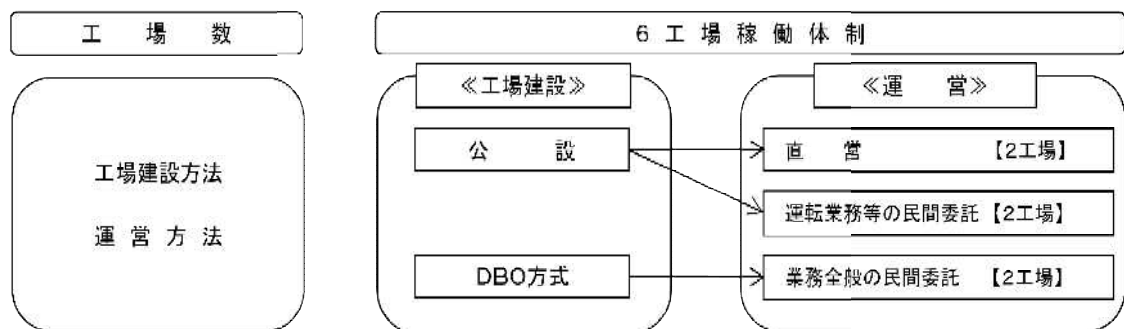 工場数
6工場稼働体制
工場建設方法
運営方法
≪工場建設≫
公設
DBO方式
≪運営≫
直営 【2工場】
運転業務等の民間委託 【2工場】
業務全般の民間委託 【2工場】